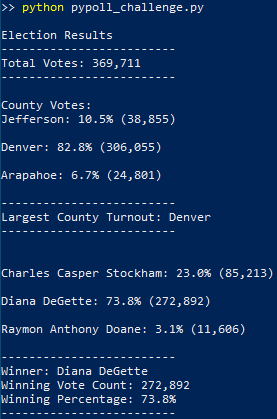 >> python pypoll_challenge.py
Election Results
-------------------------
Total Votes: 369,711
-------------------------
County Votes:
Jefferson: 10.5% (38,855)
Denver: 82.8% (306,055)
Arapahoe: 6.7% (24,801)
-------------------------
Largest County Turnout: Denver
-------------------------
Charles Casper Stockham: 23.0% (85,213)
Diana DeGette: 73.8% (272,892)
Raymon Anthony Doane: 3.1% (11,606)
-------------------------
Winner: Diana DeGette
Winning Vote Count: 272,892
Winning Percentage: 73.8%
-------------------------